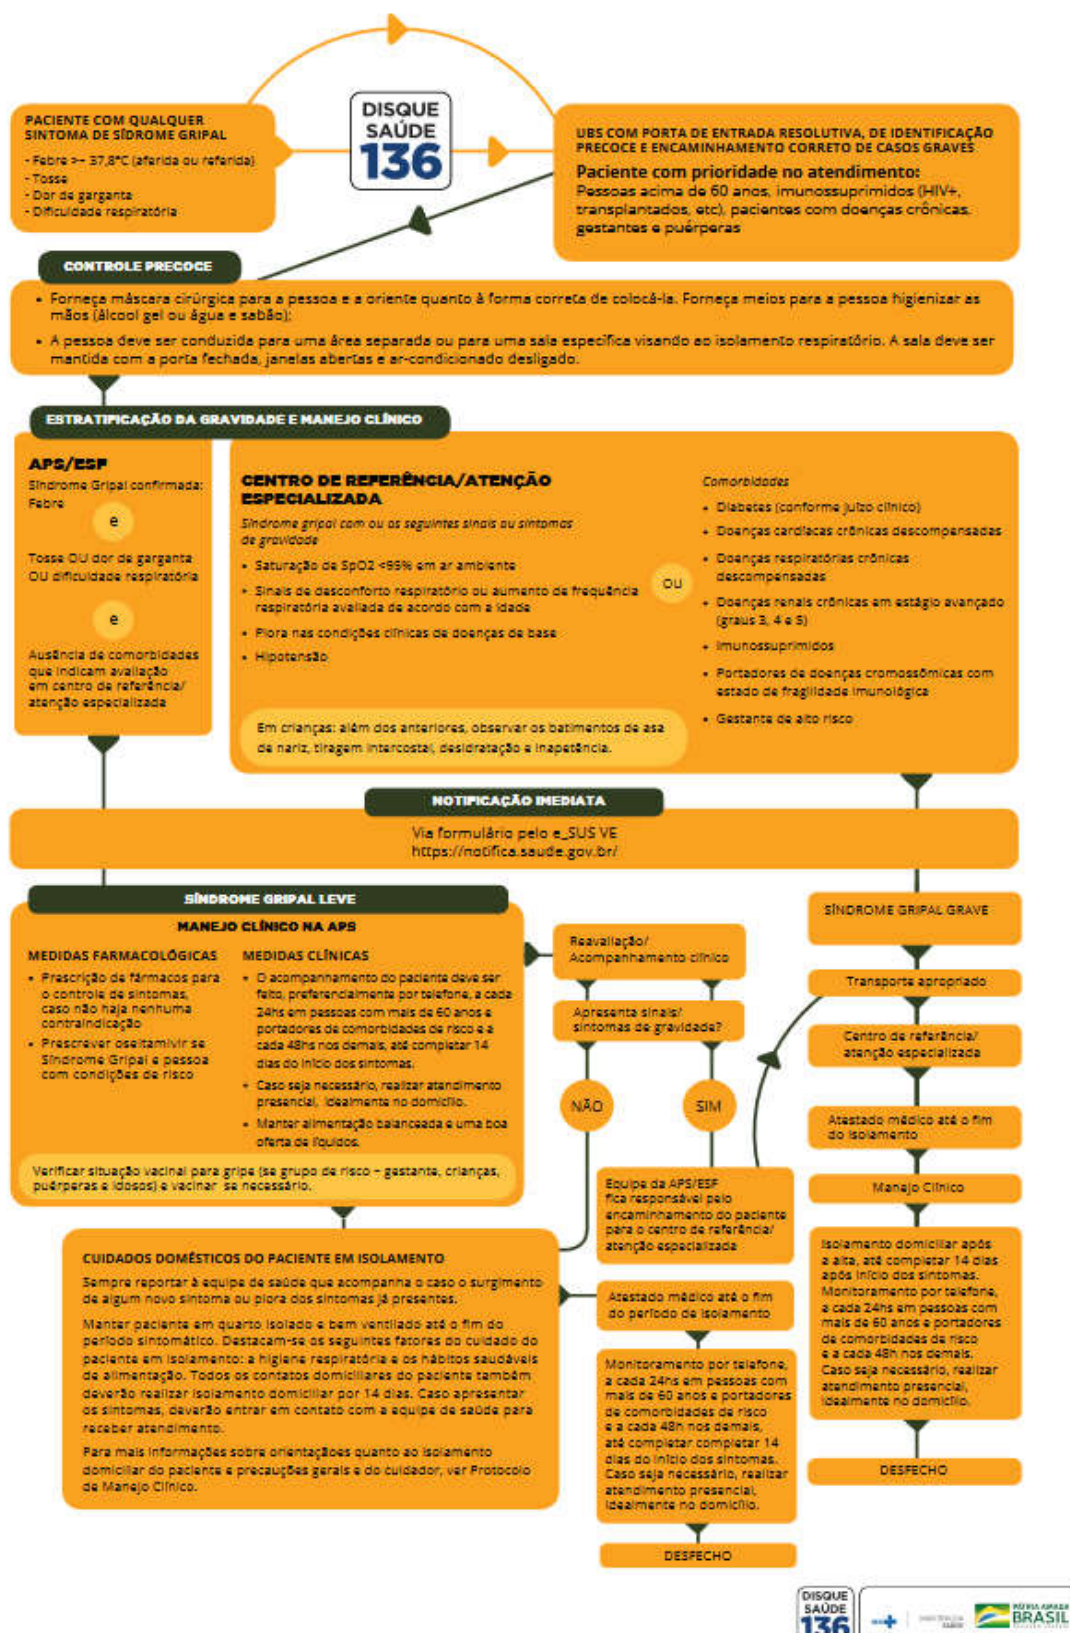 PACIENTE COM QUALQUER
SINTOMA DE SÍDROME GRIPAL
- Febre >= 37,8°C (aferida ou referida)
- Tosse
- Dor de garganta
- Dificuldade respiratória
DISQUE
SAÚDE
136
UBS COM PORTA DE ENTRADA RESOLUTIVA, DE IDENTIFICAÇÃO
PRECOCE E ENCAMINHAMENTO CORRETO DE CASOS GRAVES
Paciente com prioridade no atendimento:
Pessoas acima de 60 anos, imunossuprimidos (HIV+,
transplantados, etc), pacientes com doenças crônicas,
gestantes e puérperas
CONTROLE PRECOCE
• Forneça máscara cirúrgica para a pessoa e a oriente quanto à forma correta de colocá-la. Forneça meios para a pessoa higienizar as
mãos (álcool gel ou água e sabão);
• A pessoa deve ser conduzida para uma área separada ou para uma sala específica visando ao isolamento respiratório. A sala deve ser
mantida com a porta fechada, janelas abertas e ar-condicionado desligado.
ESTRATIFICAÇÃO DA GRAVIDADE E MANEJO CLÍNICO
APS/ESF
Síndrome Gripal confirmada:
Febre
e
Tosse OU dor de garganta
OU dificuldade respiratória
e
Ausência de comorbidades
que indicam avaliação
em centro de referência/
atenção especializada
CENTRO DE REFERÊNCIA/ATENÇÃO
ESPECIALIZADA
Síndrome gripal com ou os seguintes sinais ou sintomas
de gravidade
• Saturação de SpO2 <95% em ar ambiente
• Sinais de desconforto respiratório ou aumento de frequência
respiratória avaliada de acordo com a idade
• Piora nas condições clínicas de doenças de base
• Hipotensão
Em crianças: além dos anteriores, observar os batimentos de asa
de nariz, tiragem intercostal, desidratação e inapetência.
OU
Comorbidades
• Diabetes (conforme juízo clínico)
• Doenças cardíacas crônicas descompensadas
• Doenças respiratórias crônicas
descompensadas
• Doenças renais crônicas em estágio avançado
(graus 3, 4 e 5)
• Imunossuprimidos
• Portadores de doenças cromossômicas com
estado de fragilidade imunológica
• Gestante de alto risco
NOTIFICAÇÃO IMEDIATA
Via formulário pelo e_SUS VE
https://notifica.saude.gov.br/
SÍNDROME GRIPAL LEVE
MANEJO CLÍNICO NA APS
MEDIDAS FARMACOLÓGICAS
• Prescrição de fármacos para
o controle de sintomas,
caso não haja nenhuma
contraindicação
• Prescrever oseltamivir se
Síndrome Gripal e pessoa
com condições de risco
MEDIDAS CLÍNICAS
• O acompanhamento do paciente deve ser
feito, preferencialmente por telefone, a cada
24hs em pessoas com mais de 60 anos e
portadores de comorbidades de risco e a
cada 48hs nos demais, até completar 14
dias do início dos sintomas.
• Caso seja necessário, realizar atendimento
presencial, idealmente no domicílio.
• Manter alimentação balanceada e uma boa
oferta de líquidos.
Verificar situação vacinal para gripe (se grupo de risco – gestante, crianças,
puérperas e idosos) e vacinar se necessário.
Reavaliação/
Acompanhamento clínico
Apresenta sinais/
sintomas de gravidade?
NÃO
SIM
Equipe da APS/ESF
fica responsável pelo
encaminhamento do paciente
para o centro de referência/
atenção especializada
CUIDADOS DOMÉSTICOS DO PACIENTE EM ISOLAMENTO
Sempre reportar à equipe de saúde que acompanha o caso o surgimento
de algum novo sintoma ou piora dos sintomas já presentes.
Manter paciente em quarto isolado e bem ventilado até o fim do
período sintomático. Destacam-se os seguintes fatores do cuidado do
paciente em isolamento: a higiene respiratória e os hábitos saudáveis
de alimentação. Todos os contatos domiciliares do paciente também
deverão realizar isolamento domiciliar por 14 dias. Caso apresentar
os sintomas, deverão entrar em contato com a equipe de saúde para
receber atendimento.
Para mais informações sobre orientações quanto ao isolamento
domiciliar do paciente e precauções gerais e do cuidador, ver Protocolo
de Manejo Clínico.
Atestado médico até o fim
do período de isolamento
Monitoramento por telefone,
a cada 24hs em pessoas com
mais de 60 anos e portadores
de comorbidades de risco
e a cada 48h nos demais,
até completar completar 14
dias do início dos sintomas.
Caso seja necessário, realizar
atendimento presencial,
idealmente no domicílio.
DESFECHO
SÍNDROME GRIPAL GRAVE
Transporte apropriado
Centro de referência/
atenção especializada
Atestado médico até o fim
do isolamento
Manejo Clínico
Isolamento domiciliar após
a alta, até completar 14 dias
após início dos sintomas.
Monitoramento por telefone,
a cada 24hs em pessoas com
mais de 60 anos e portadores
de comorbidades de risco
e a cada 48h nos demais.
Caso seja necessário, realizar
atendimento presencial,
idealmente no domicílio.
DESFECHO
DISQUE
SAÚDE
136
PÁTRIA AMADA
BRASIL